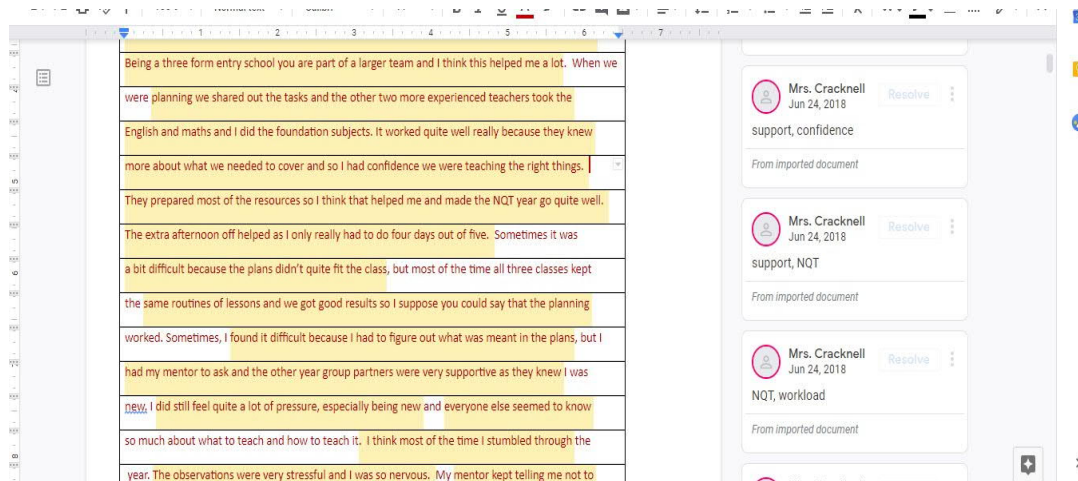 1 2 3 4 5 6 7
Being a three form entry school you are part of a larger team and I think this helped me a lot. When we
were planning we shared out the tasks and the other two more experienced teachers took the
English and maths and I did the foundation subjects. It worked quite well really because they knew
more about what we needed to cover and so I had confidence we were teaching the right things.
They prepared most of the resources so I think that helped me and made the NQT year go quite well.
The extra afternoon off helped as I only really had to do four days out of five. Sometimes it was
a bit difficult because the plans didn't quite fit the class, but most of the time all three classes kept
the same routines of lessons and we got good results so I suppose you could say that the planning
worked. Sometimes, I found it difficult because I had to figure out what was meant in the plans, but I
had my mentor to ask and the other year group partners were very supportive as they knew I was
new. I did still feel quite a lot of pressure, especially being new and everyone else seemed to know
so much about what to teach and how to teach it. I think most of the time I stumbled through the
year. The observations were very stressful and I was so nervous. My mentor kept telling me not to
Mrs. Cracknell
Resolve
Jun 24, 2018
support, confidence
From imported document
Mrs. Cracknell
Resolve
Jun 24, 2018
support, NQT
From imported document
Mrs. Cracknell
Resolve
Jun 24, 2018
NQT, workload
From imported document